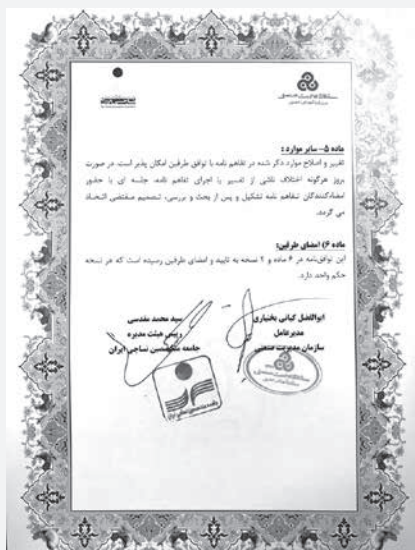 ماده ۵- سایر موارد:
تغییر و اصلاح موارد ذکر شده در تفاهم نامه با توافق طرفین امکان پذیر است. در صورت
بروز هرگونه اختلاف ناشی از تفسیر یا اجرای تفاهم نامه، جلسه ای با حضور
امضاءکنندگان تفاهم نامه تشکیل و پس از بحث و بررسی، تصمیم مقتضی اتخاذ
می گردد.
ماده ۶) امضای طرفین:
این توافق‌نامه در ۶ ماده و ۲ نسخه به تایید و امضای طرفین رسیده است که هر نسخه
حکم واحد دارد.
ابوالفضل کیانی بختیاری
مدیرعامل
سازمان مدیریت صنعتی
سید محمد مقدسی
رییس هیئت مدیره
جامعه متخصصین نساجی ایران